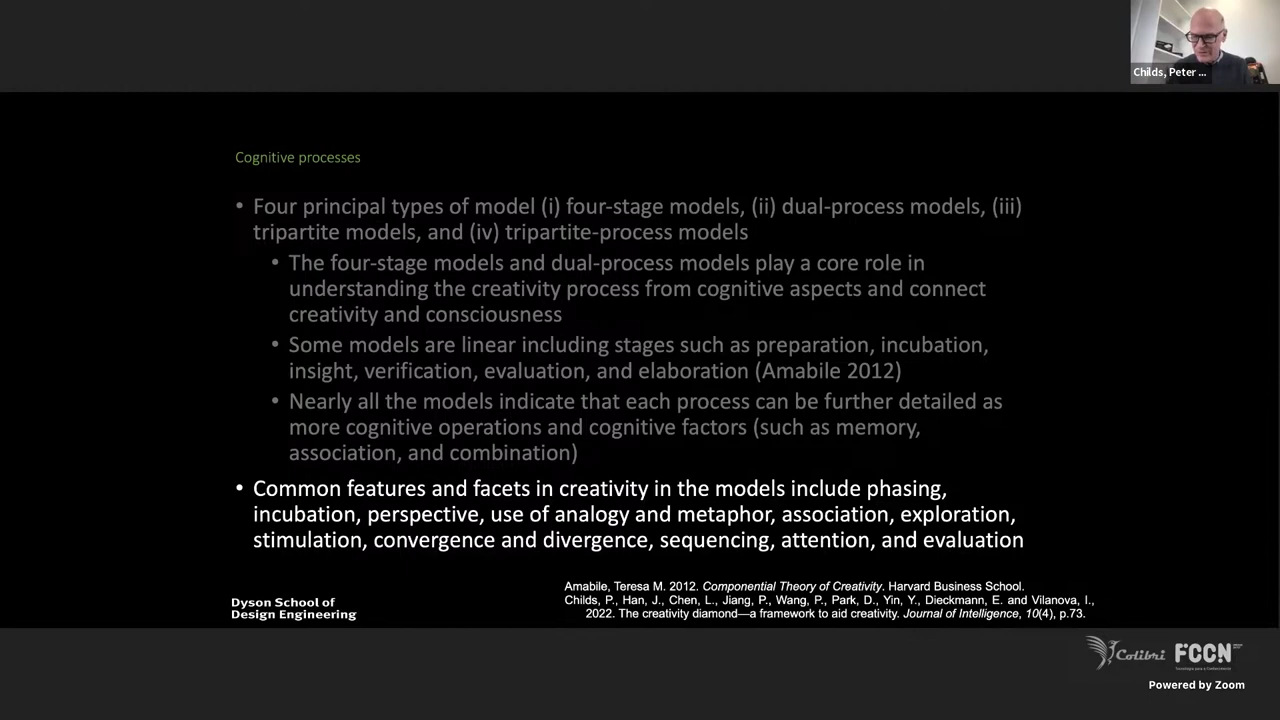 Childs, Peter ...
Cognitive processes
• Four principal types of model (i) four-stage models, (ii) dual-process models, (iii)
tripartite models, and (iv) tripartite-process models
• The four-stage models and dual-process models play a core role in
understanding the creativity process from cognitive aspects and connect
creativity and consciousness
• Some models are linear including stages such as preparation, incubation,
insight, verification, evaluation, and elaboration (Amabile 2012)
• Nearly all the models indicate that each process can be further detailed as
more cognitive operations and cognitive factors (such as memory,
association, and combination)
• Common features and facets in creativity in the models include phasing,
incubation, perspective, use of analogy and metaphor, association, exploration,
stimulation, convergence and divergence, sequencing, attention, and evaluation
Dyson School of
Design Engineering
Amabile, Teresa M. 2012. Componential Theory of Creativity. Harvard Business School.
Childs, P., Han, J., Chen, L., Jiang, P., Wang, P., Park, D., Yin, Y., Dieckmann, E. and Vilanova, I.,
2022. The creativity diamond—a framework to aid creativity. Journal of Intelligence, 10(4), p.73.
Colibri FCCN
Powered by Zoom